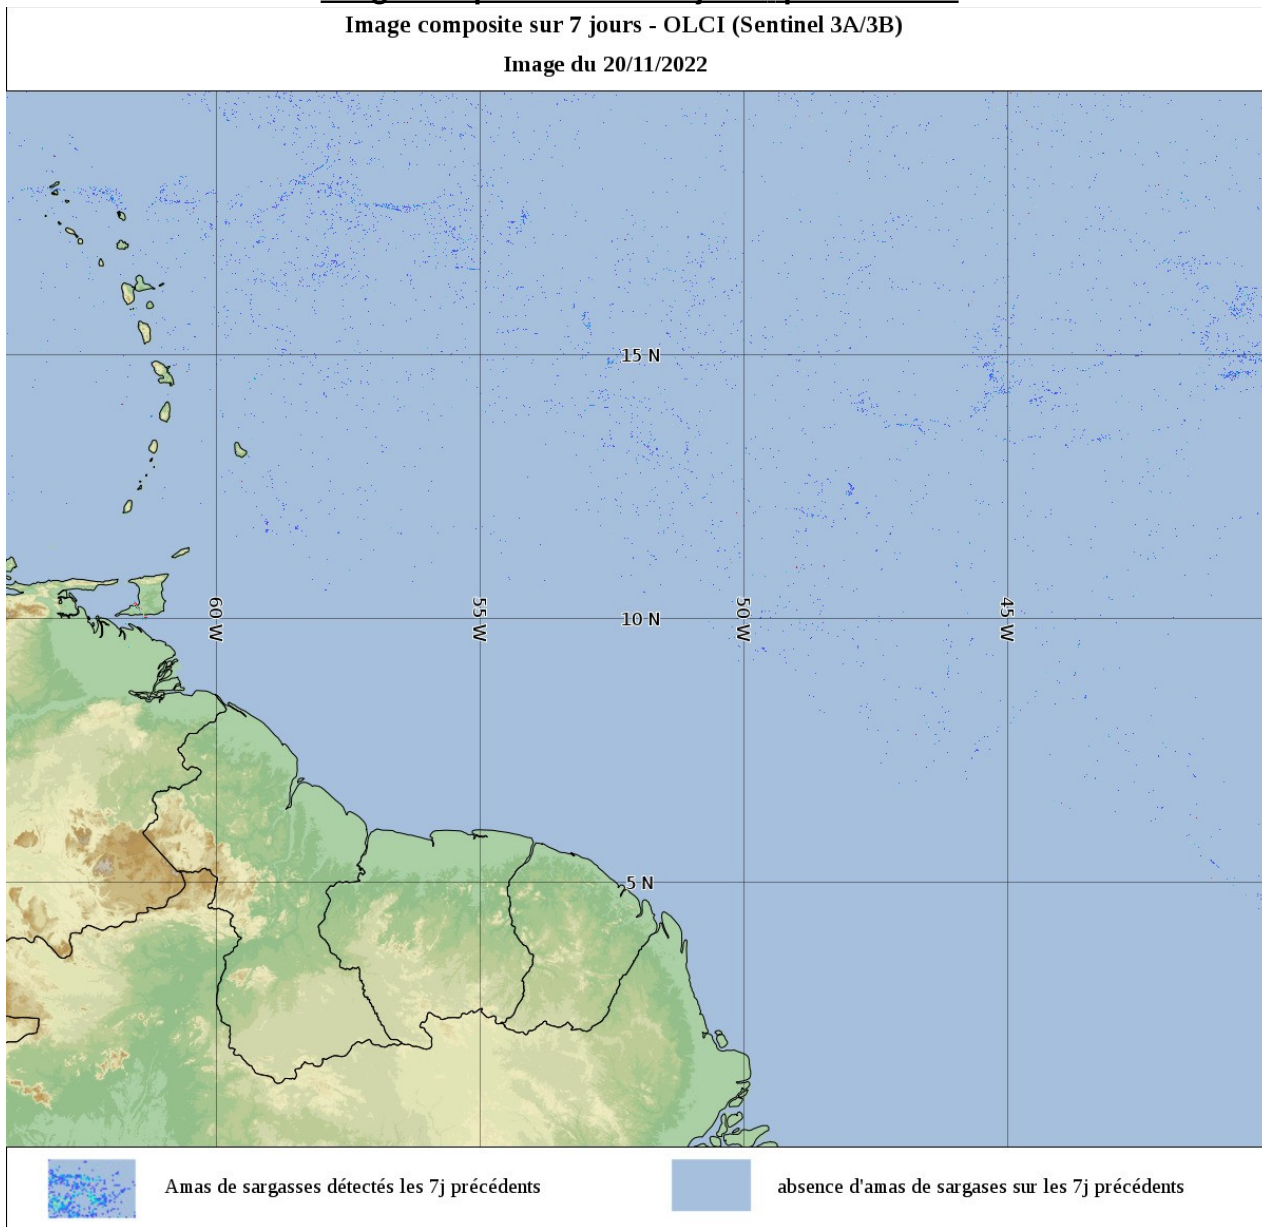 Image composite sur 7 jours - OLCI (Sentinel 3A/3B)
Image du 20/11/2022
15 N
60 W
55 W
10 N
50 W
45 W
5 N
Amas de sargasses détectés les 7j précédents
absence d'amas de sargases sur les 7j précédents